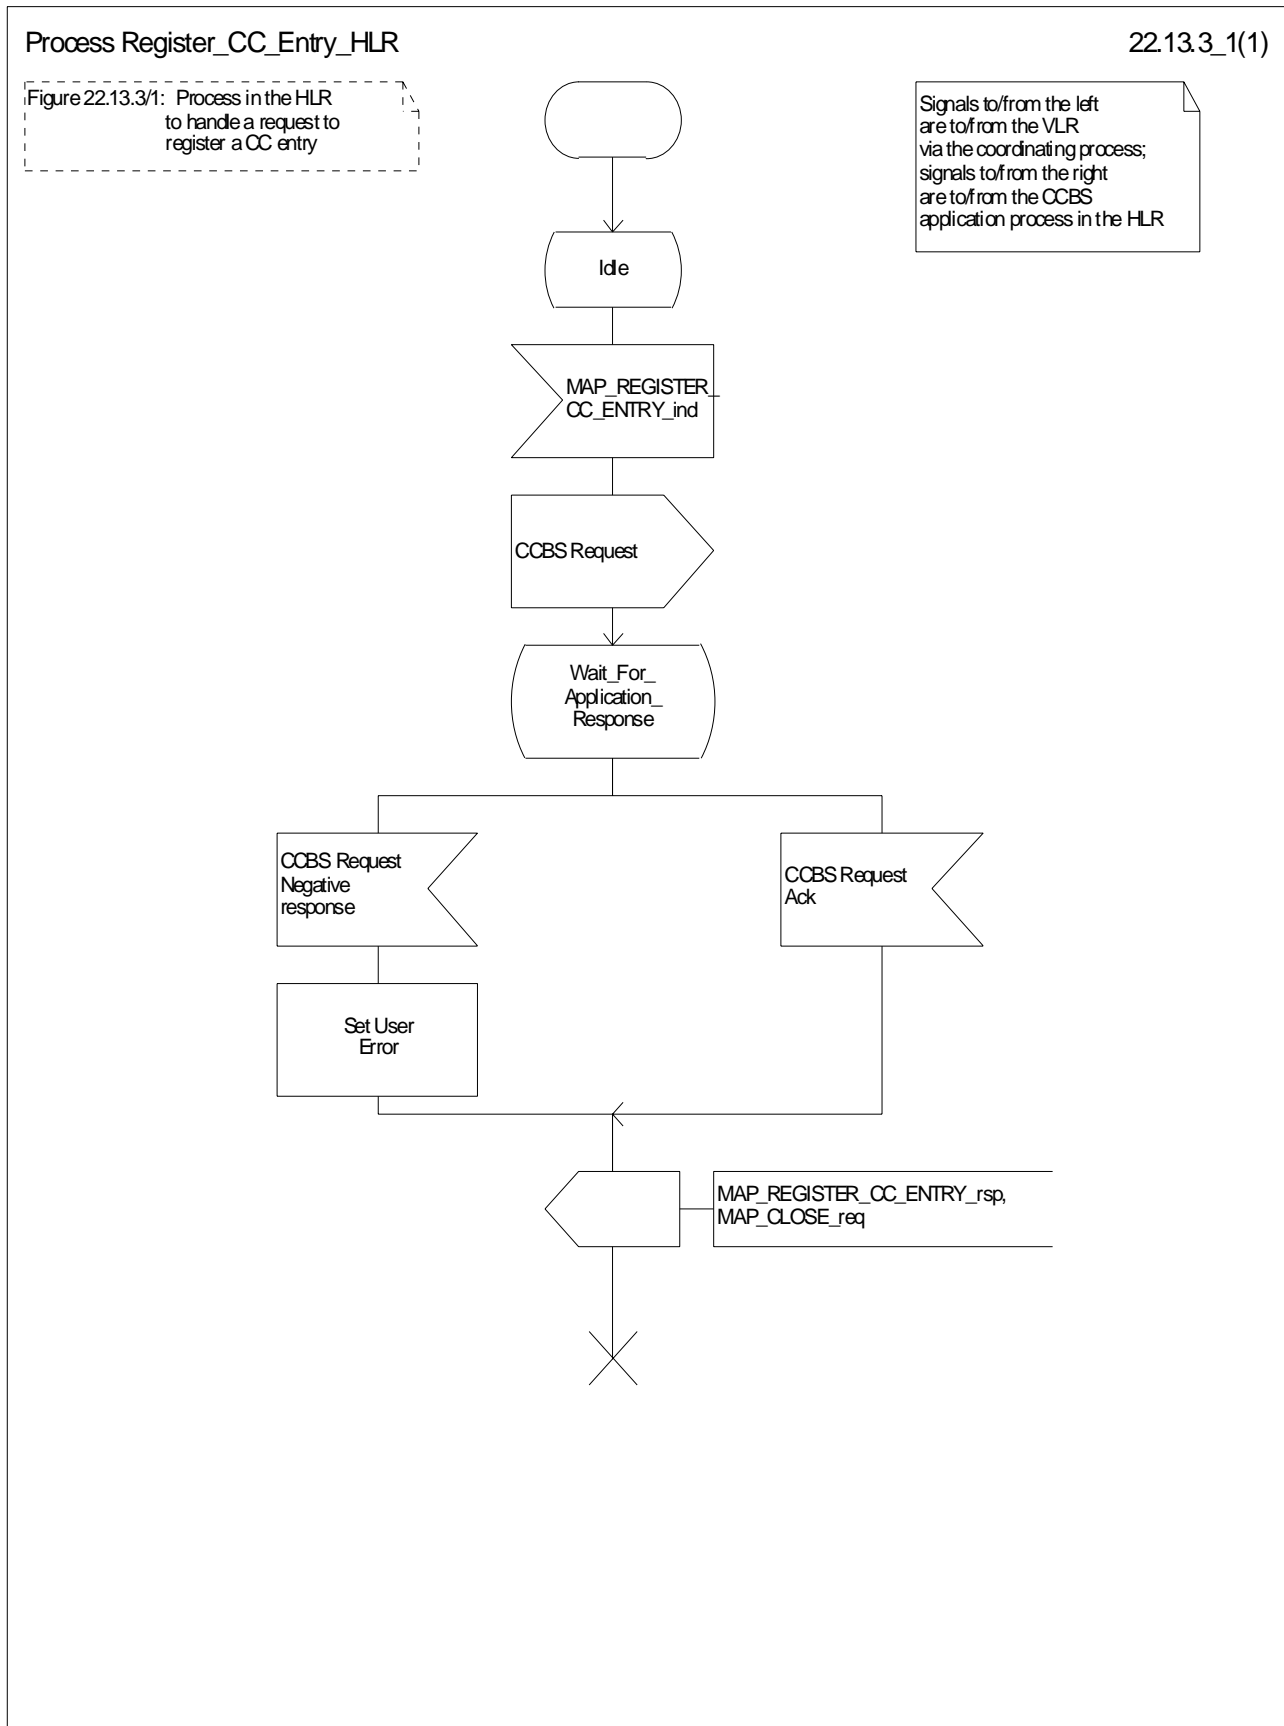 Process Register_CC_Entry_HLR
22.13.3_1(1)
Figure 22.13.3/1: Process in the HLR
to handle a request to
register a CC entry
Signals to/from the left
are to/from the VLR
via the coordinating process;
signals to/from the right
are to/from the CCBS
application process in the HLR
Idle
MAP_REGISTER_
CC_ENTRY_ind
CCBS Request
Wait_For_
Application_
Response
CCBS Request
Negative
response
CCBS Request
Ack
Set User
Error
MAP_REGISTER_CC_ENTRY_rsp,
MAP_CLOSE_req